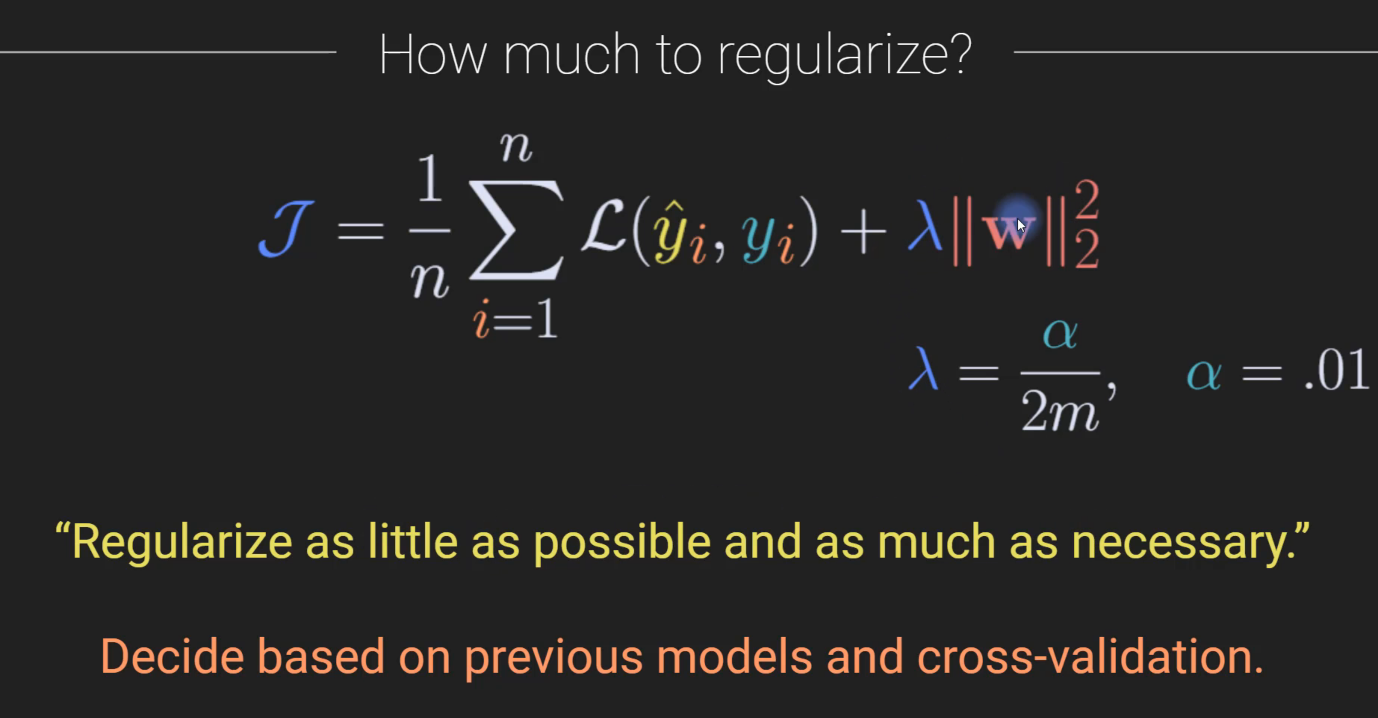 How much to regularize?
𝒥 = 1/n ∑_{i=1}^{n} ℒ(ŷ_i, y_i) + λ‖w‖₂²
λ = α/2m, α = .01
“Regularize as little as possible and as much as necessary.”
Decide based on previous models and cross-validation.